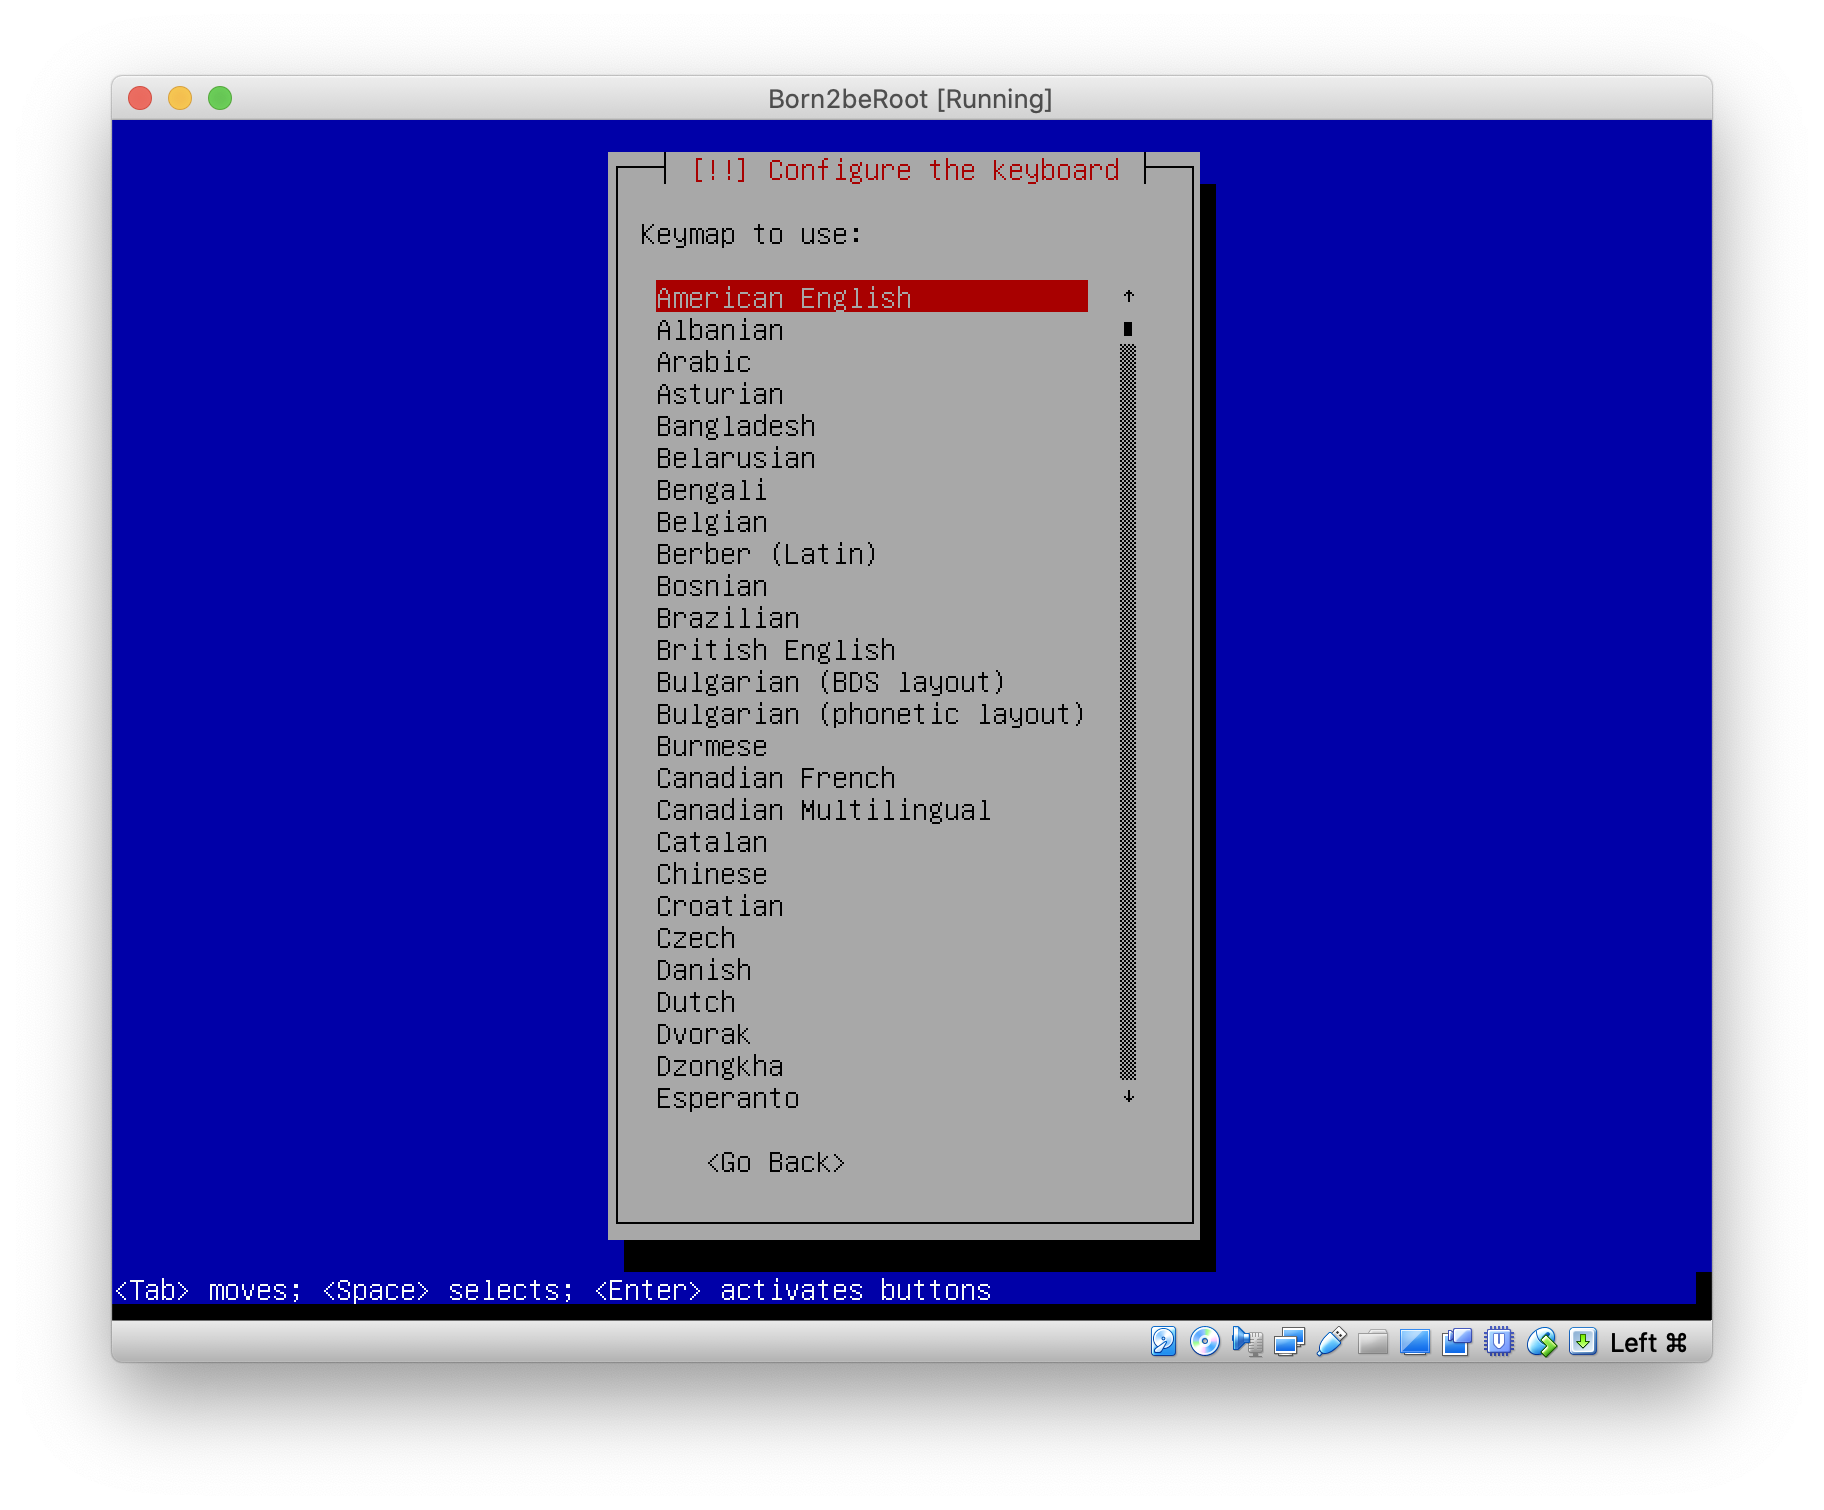 Born2beRoot [Running]
[!!] Configure the keyboard
Keymap to use:
American English
Albanian
Arabic
Asturian
Bangladesh
Belarusian
Bengali
Belgian
Berber (Latin)
Bosnian
Brazilian
British English
Bulgarian (BDS layout)
Bulgarian (phonetic layout)
Burmese
Canadian French
Canadian Multilingual
Catalan
Chinese
Croatian
Czech
Danish
Dutch
Dvorak
Dzongkha
Esperanto
<Go Back>
<Tab> moves; <Space> selects; <Enter> activates buttons
Left ⌘